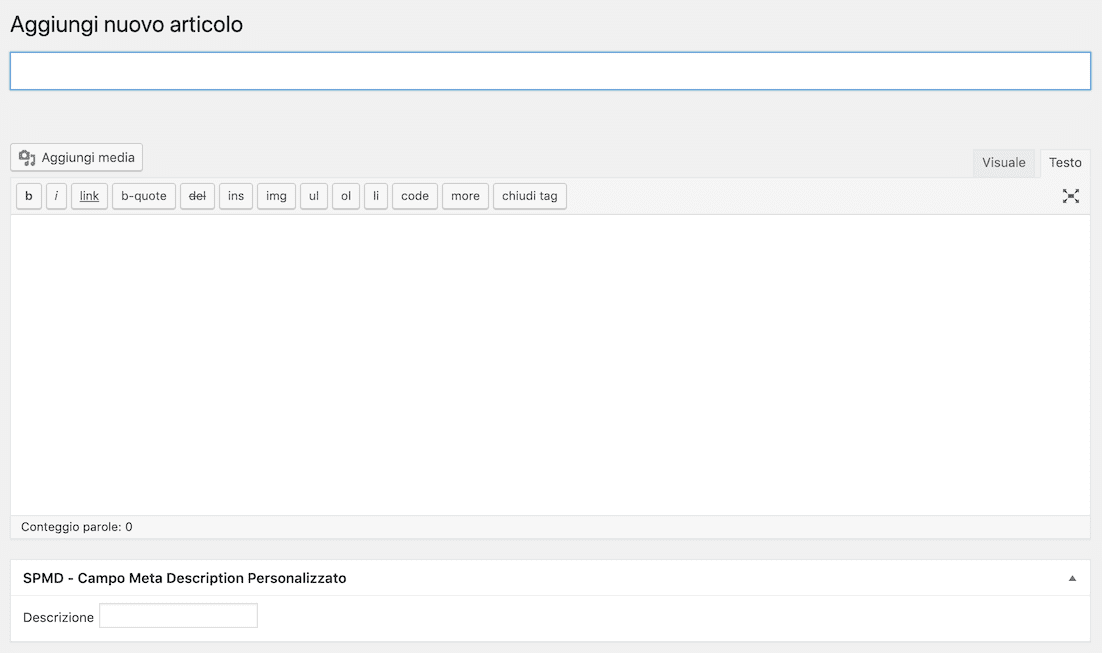 Aggiungi nuovo articolo
Aggiungi media
Visuale Testo
b i link b-quote del ins img ul ol li code more chiudi tag
Conteggio parole: 0
SPMD - Campo Meta Description Personalizzato
Descrizione